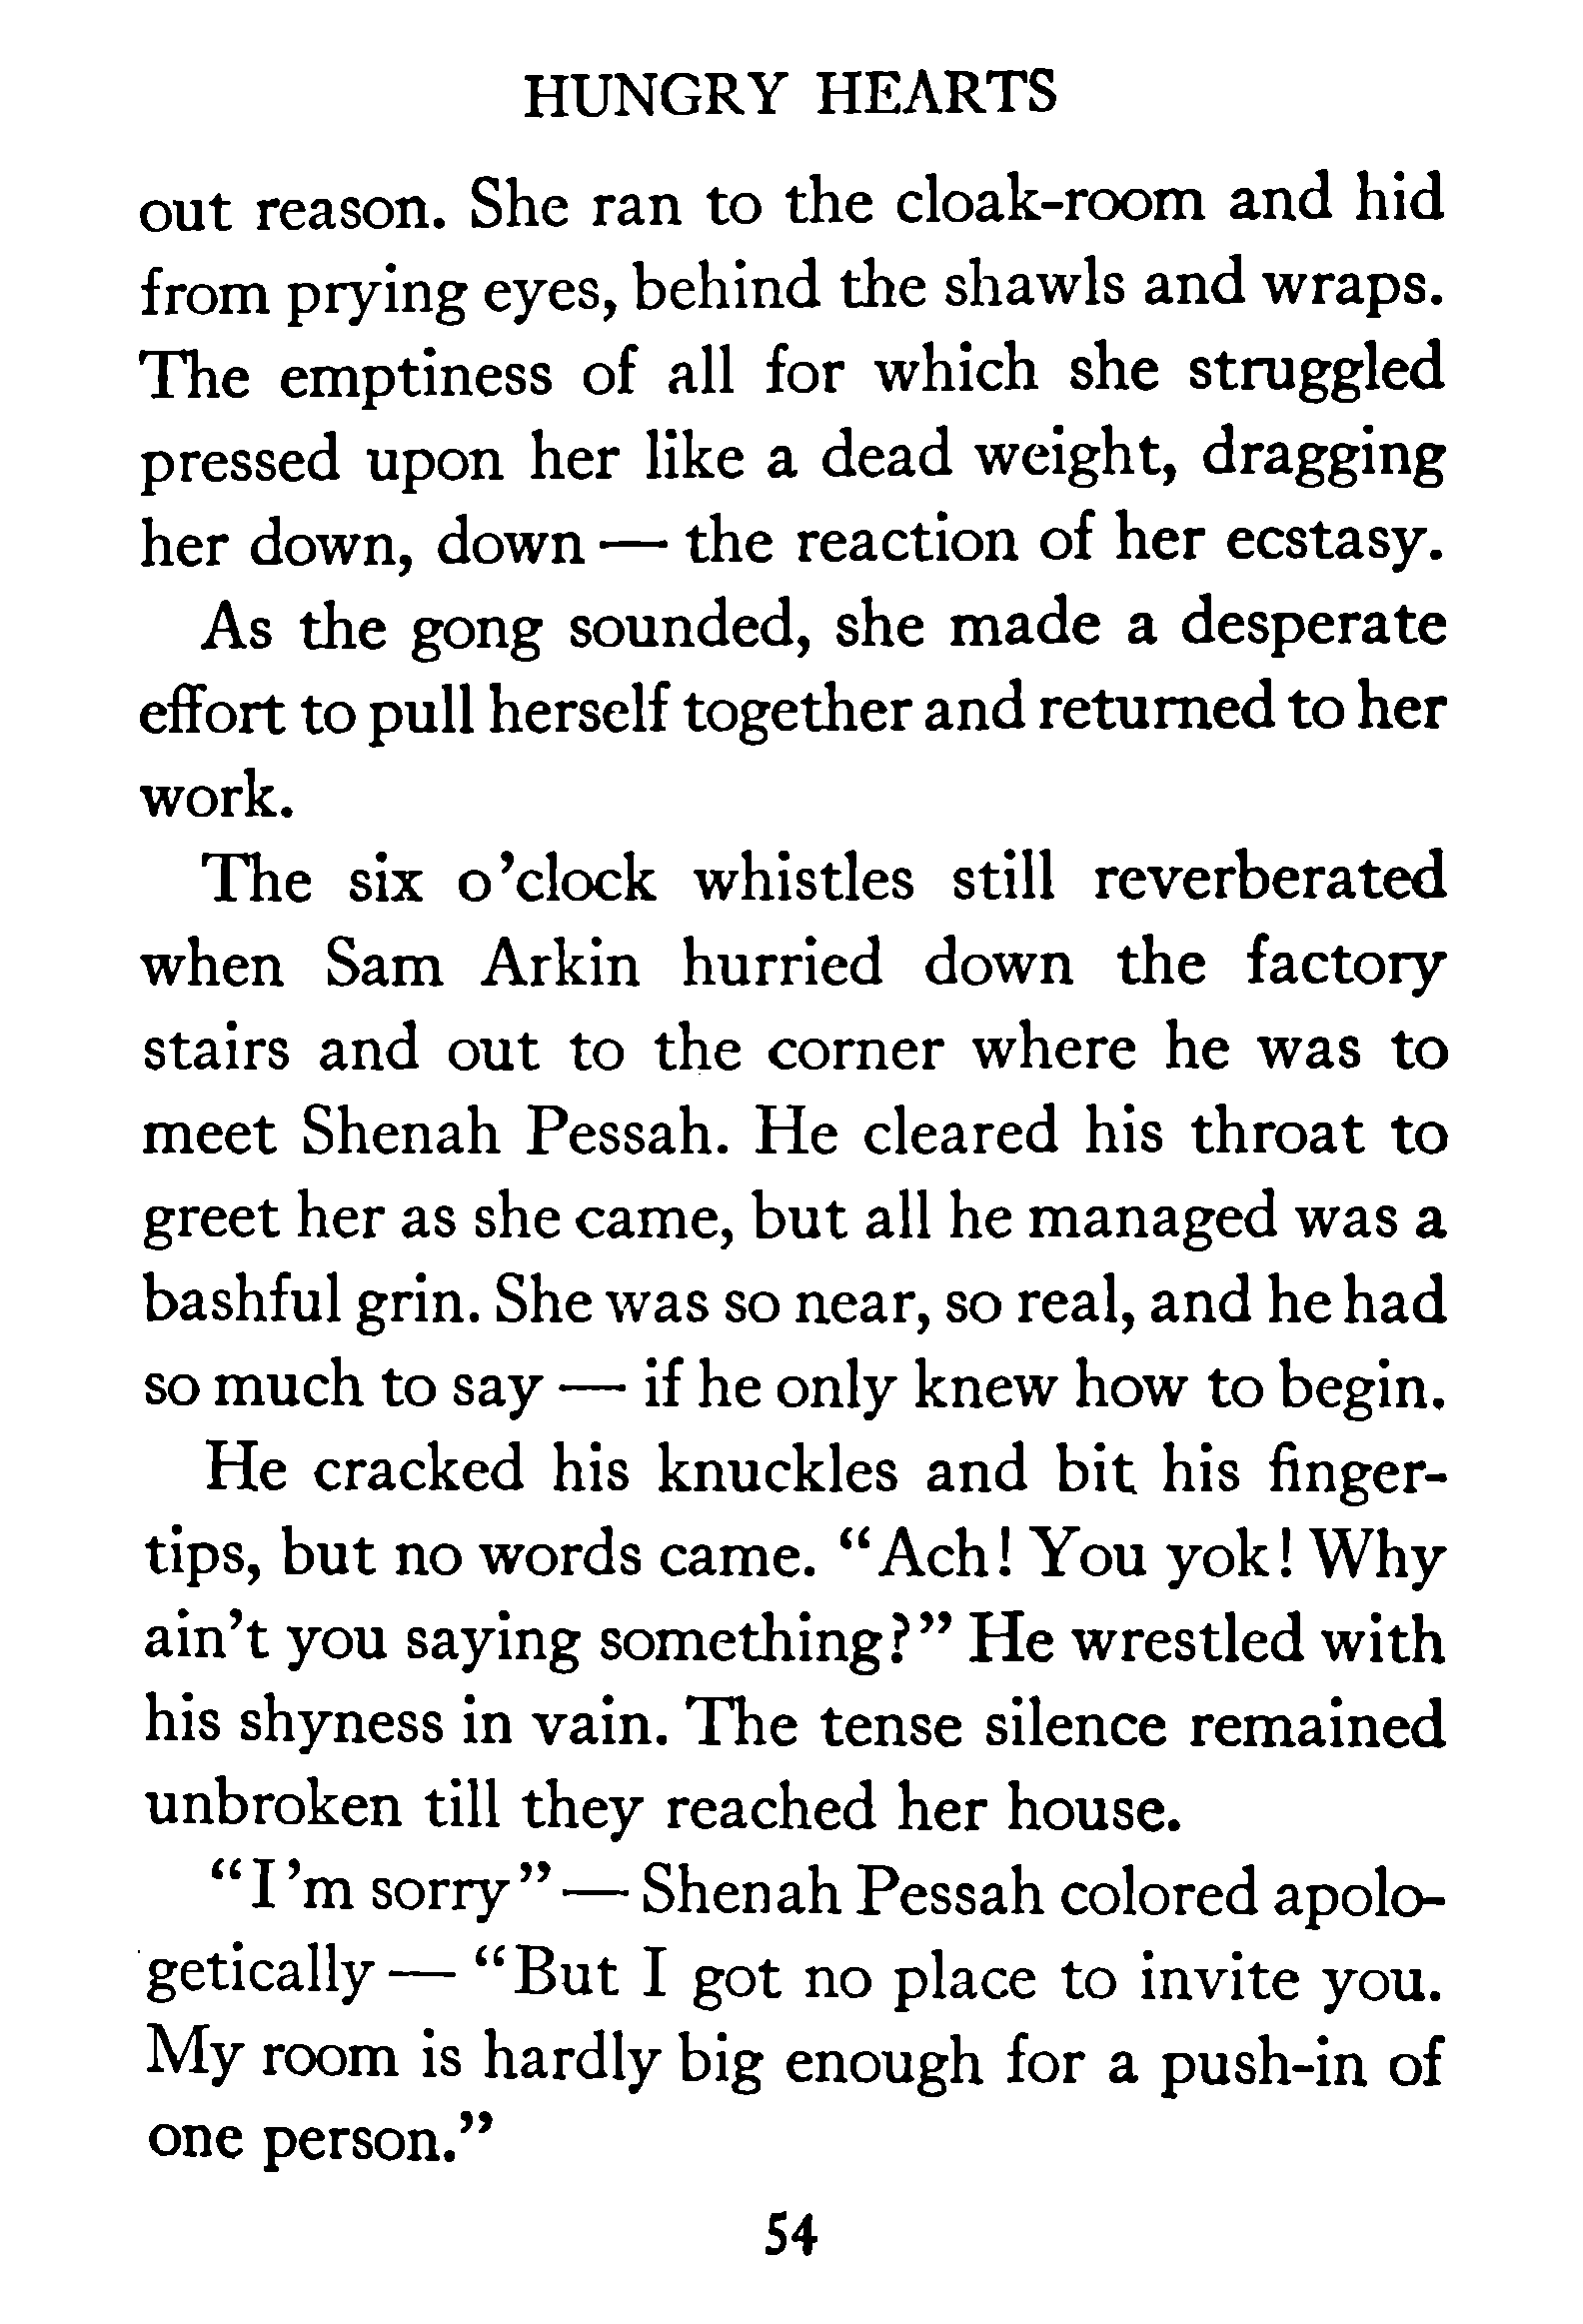 HUNGRY HEARTS
out reason. She ran to the cloak-room and hid
from prying eyes, behind the shawls and wraps.
The emptiness of all for which she struggled
pressed upon her like a dead weight, dragging
her down, down — the reaction of her ecstasy.
As the gong sounded, she made a desperate
effort to pull herself together and returned to her
work.
The six o'clock whistles still reverberated
when Sam Arkin hurried down the factory
stairs and out to the corner where he was to
meet Shenah Pessah. He cleared his throat to
greet her as she came, but all he managed was a
bashful grin. She was so near, so real, and he had
so much to say — if he only knew how to begin.
He cracked his knuckles and bit his finger-
tips, but no words came. “Ach! You yok! Why
ain't you saying something?” He wrestled with
his shyness in vain. The tense silence remained
unbroken till they reached her house.
“I'm sorry” — Shenah Pessah colored apolo-
getically — “But I got no place to invite you.
My room is hardly big enough for a push-in of
one person.”
54